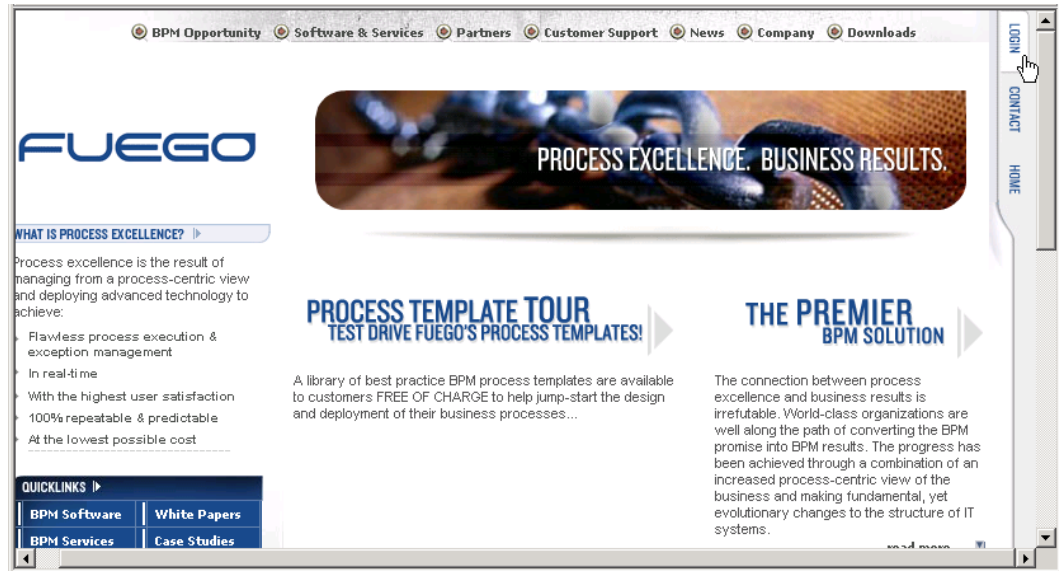 BPM Opportunity Software & Services Partners Customer Support News Company Downloads
LOGIN
CONTACT
HOME
FUEGO
PROCESS EXCELLENCE. BUSINESS RESULTS.
WHAT IS PROCESS EXCELLENCE?
Process excellence is the result of
managing from a process-centric view
and deploying advanced technology to
achieve:
Flawless process execution &
exception management
In real-time
With the highest user satisfaction
100% repeatable & predictable
At the lowest possible cost
QUICKLINKS
BPM Software White Papers
BPM Services Case Studies
PROCESS TEMPLATE TOUR
TEST DRIVE FUEGO'S PROCESS TEMPLATES!
A library of best practice BPM process templates are available
to customers FREE OF CHARGE to help jump-start the design
and deployment of their business processes...
THE PREMIER
BPM SOLUTION
The connection between process
excellence and business results is
irrefutable. World-class organizations are
well along the path of converting the BPM
promise into BPM results. The progress has
been achieved through a combination of an
increased process-centric view of the
business and making fundamental, yet
evolutionary changes to the structure of IT
systems.
read more